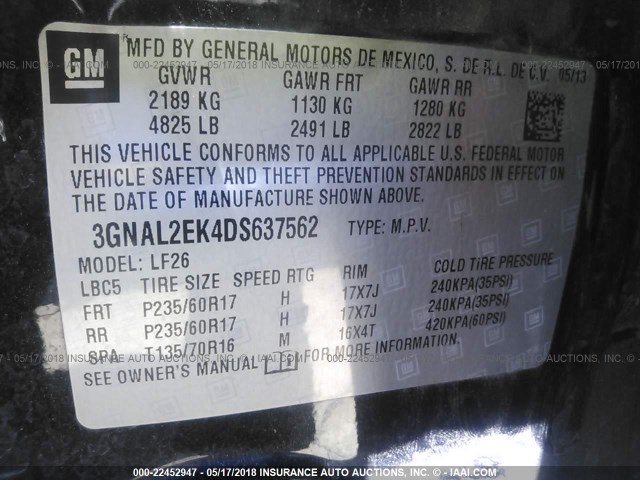 GM
MFD BY GENERAL MOTORS DE MEXICO, S. DE R.L. DE C.V. 05/13
GVWR GAWR FRT GAWR RR
2189 KG 1130 KG 1280 KG
4825 LB 2491 LB 2822 LB
THIS VEHICLE CONFORMS TO ALL APPLICABLE U.S. FEDERAL MOTOR
VEHICLE SAFETY AND THEFT PREVENTION STANDARDS IN EFFECT ON
THE DATE OF MANUFACTURE SHOWN ABOVE.
3GNAL2EK4DS637562 TYPE: M.P.V.
MODEL: LF26
LBC5 TIRE SIZE SPEED RTG RIM COLD TIRE PRESSURE
FRT P235/60R17 H 17X7J 240KPA(35PSI)
RR P235/60R17 H 17X7J 240KPA(35PSI)
SPA T135/70R16 M 16X4T 420KPA(60PSI)
SEE OWNER'S MANUAL FOR MORE INFORMATION.
000-22452947 - 05/17/2018 INSURANCE AUTO AUCTIONS, INC. - © - IAAI.com